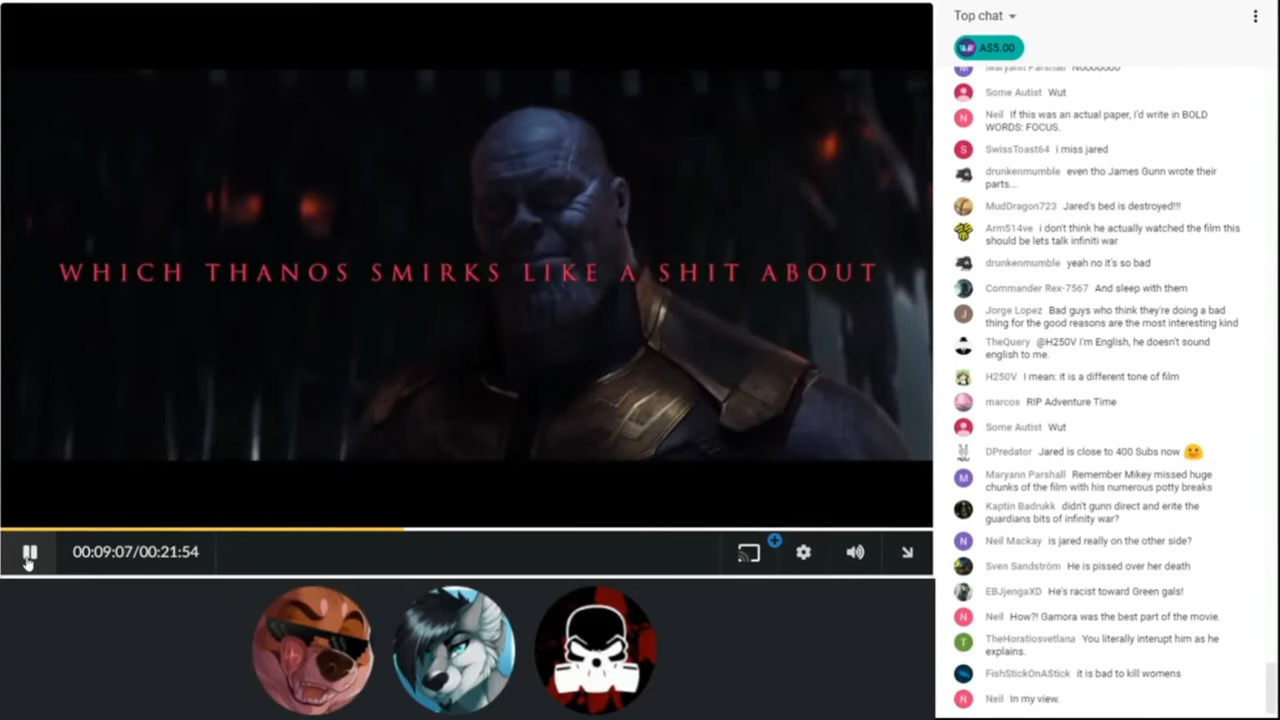 WHICH THANOS SMIRKS LIKE A SHIT ABOUT
00:09:07/00:21:54
Top chat
A$5.00
Some Autist Wut
Neil If this was an actual paper, I'd write in BOLD
WORDS: FOCUS.
SwissToast64 i miss jared
drunkenmumble even tho James Gunn wrote their
parts...
MudDragon723 Jared's bed is destroyed!!!
Arm514ve i don't think he actually watched the film this
should be lets talk infiniti war
drunkenmumble yeah no it's so bad
Commander Rex-7567 And sleep with them
Jorge Lopez Bad guys who think they're doing a bad
thing for the good reasons are the most interesting kind
TheQuery @H250V I'm English, he doesn't sound
english to me.
H250V I mean: it is a different tone of film
marcos RIP Adventure Time
Some Autist Wut
DPredator Jared is close to 400 Subs now
Maryann Parshall Remember Mikey missed huge
chunks of the film with his numerous potty breaks
Kaptin Badrukk didn't gunn direct and erite the
guardians bits of infinity war?
Neil Mackay is jared really on the other side?
Sven Sandström He is pissed over her death
EBJjengaXD He's racist toward Green gals!
Neil How?! Gamora was the best part of the movie.
TheHoratiosvetlana You literally interupt him as he
explains.
FishStickOnAStick it is bad to kill womens
Neil In my view.